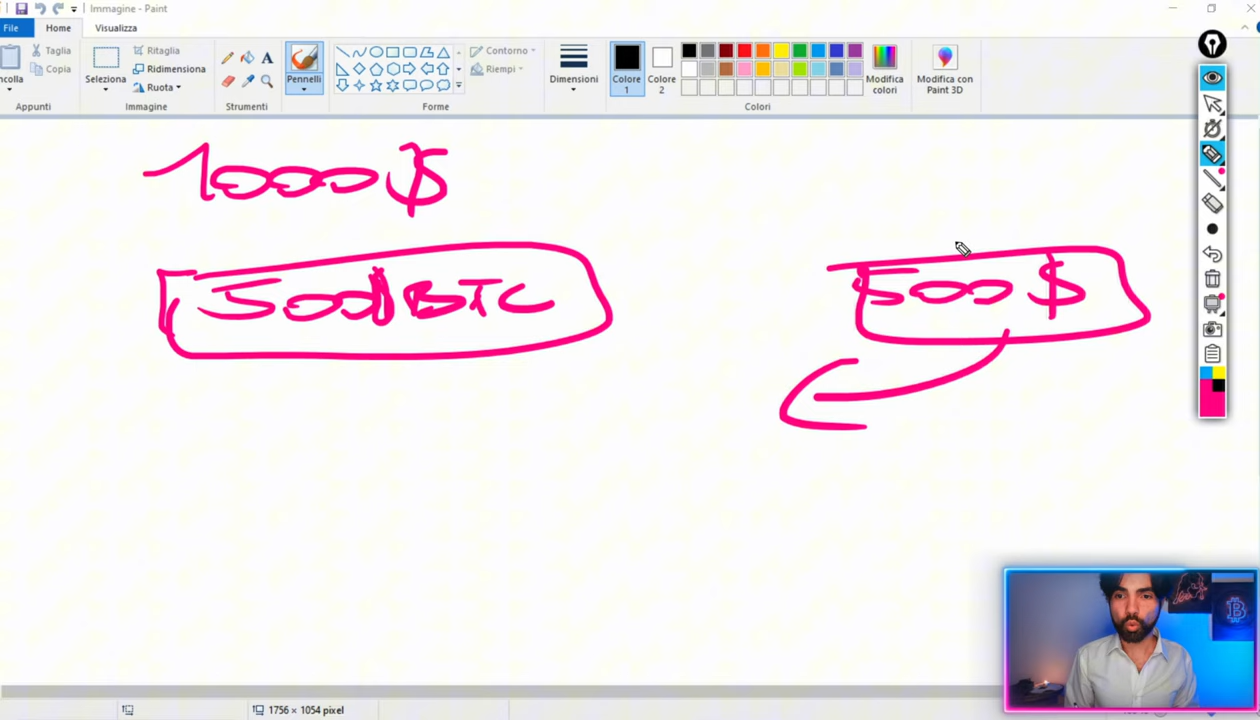 Immagine - Paint
File Home Visualizza
Taglia
Copia
Seleziona
Ritaglia
Ridimensiona
Ruota
Pennelli
Contorno
Riempi
Dimensioni
Colore 1
Colore 2
Modifica colori
Modifica con Paint 3D
Appunti Immagine Strumenti Forme Colori
1000$
500$ BTC
500$
1756 × 1054 pixel